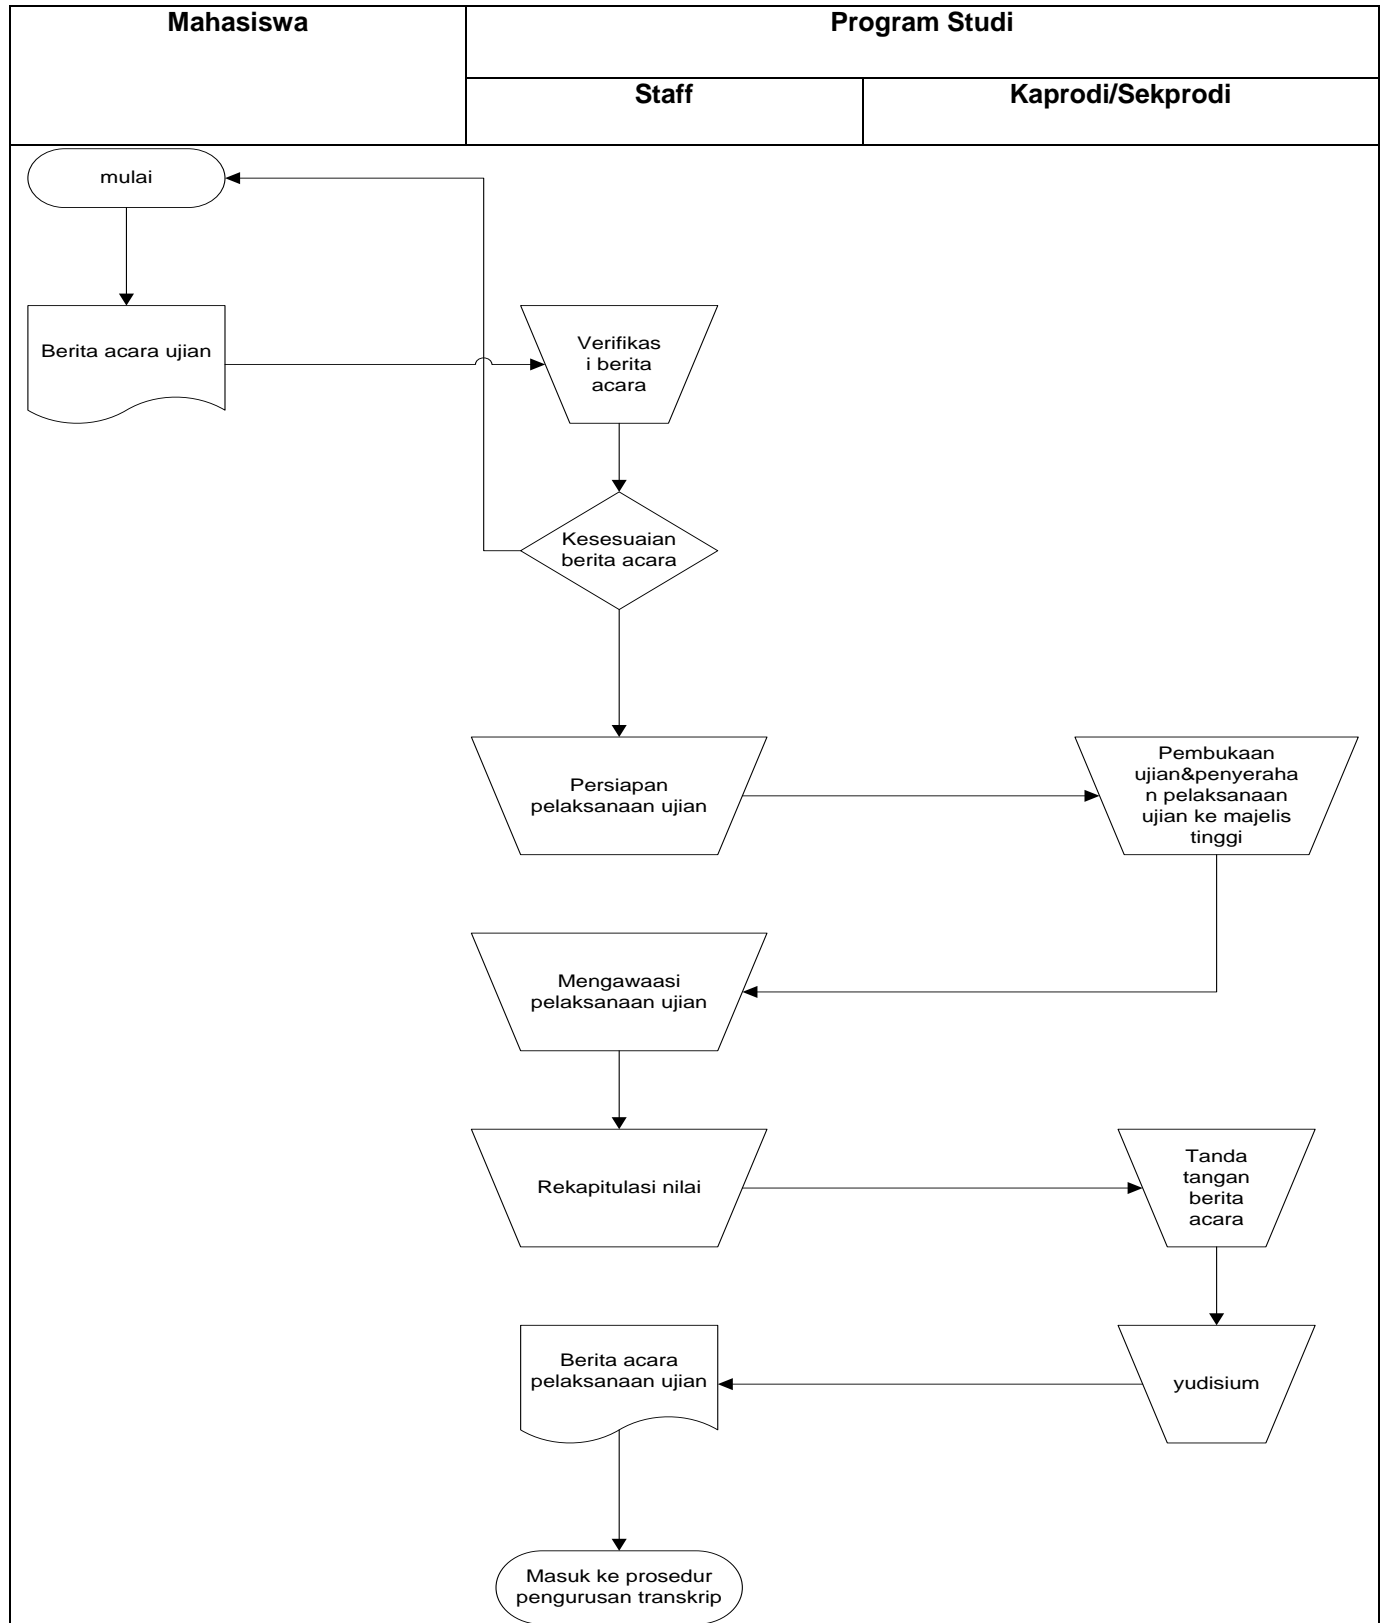 Mahasiswa
Program Studi
Staff
Kaprodi/Sekprodi
mulai
Berita acara ujian
Verifikas
i berita
acara
Kesesuaian
berita acara
Persiapan
pelaksanaan ujian
Pembukaan
ujian&penyeraha
n pelaksanaan
ujian ke majelis
tinggi
Mengawaasi
pelaksanaan ujian
Rekapitulasi nilai
Tanda
tangan
berita
acara
Berita acara
pelaksanaan ujian
yudisium
Masuk ke prosedur
pengurusan transkrip